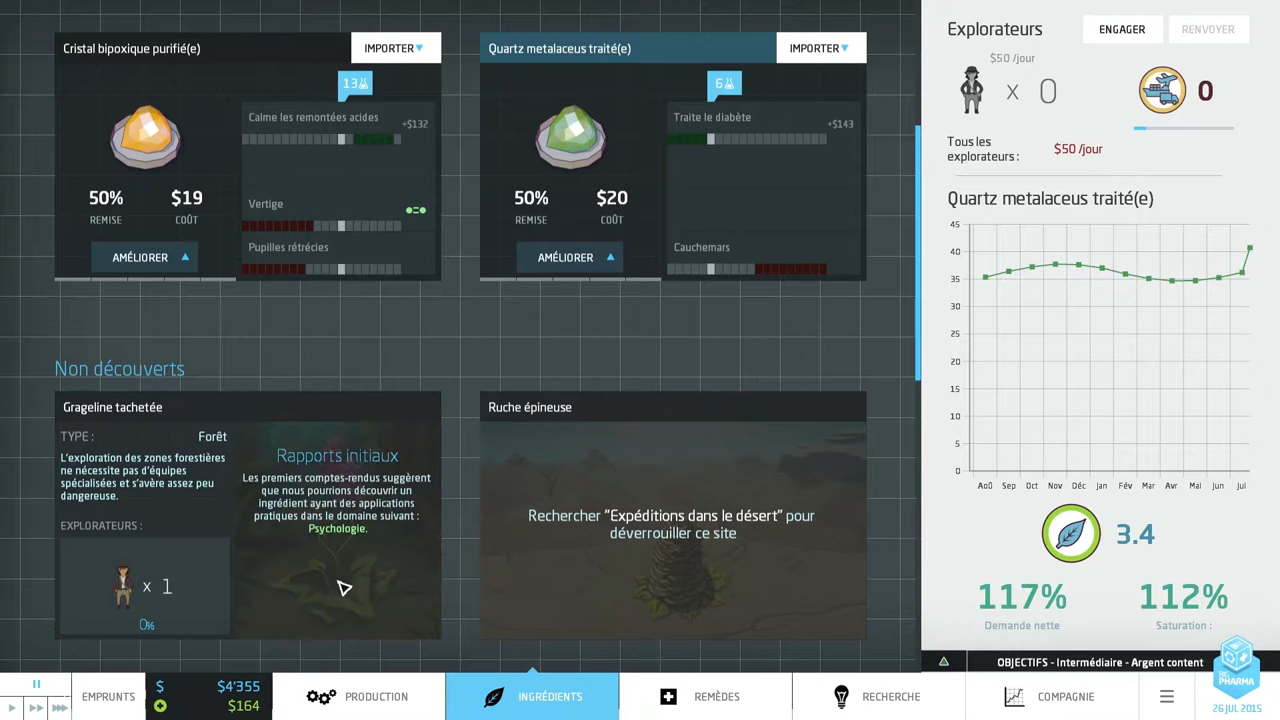 Cristal bipoxique purifié(e)
IMPORTER
13
Calme les remontées acides
+$132
50%
REMISE
$19
COÛT
Vertige
Pupilles rétrécies
AMÉLIORER
Quartz metalaceus traité(e)
IMPORTER
6
Traite le diabète
+$143
50%
REMISE
$20
COÛT
Cauchemars
AMÉLIORER
Non découverts
Grageline tachetée
TYPE :
Forêt
L'exploration des zones forestières
ne nécessite pas d'équipes
spécialisées et s'avère assez peu
dangereuse.
EXPLORATEURS :
x 1
0%
Rapports initiaux
Les premiers comptes-rendus suggèrent
que nous pourrions découvrir un
ingrédient ayant des applications
pratiques dans le domaine suivant :
Psychologie.
Ruche épineuse
Rechercher "Expéditions dans le désert" pour
déverrouiller ce site
Explorateurs
ENGAGER
RENVOYER
$50 /jour
X 0
0
Tous les
explorateurs :
$50 /jour
Quartz metalaceus traité(e)
45
40
35
30
25
20
15
10
5
0
Aoû Sep Oct Nov Déc Jan Fév Mar Avr Mai Jun Jul
3.4
117%
Demande nette
112%
Saturation :
OBJECTIFS - Intermédiaire - Argent content
EMPRUNTS
$ $4'355
$164
PRODUCTION
INGRÉDIENTS
REMÈDES
RECHERCHE
COMPAGNIE
BIG
PHARMA
26 JUL 2015